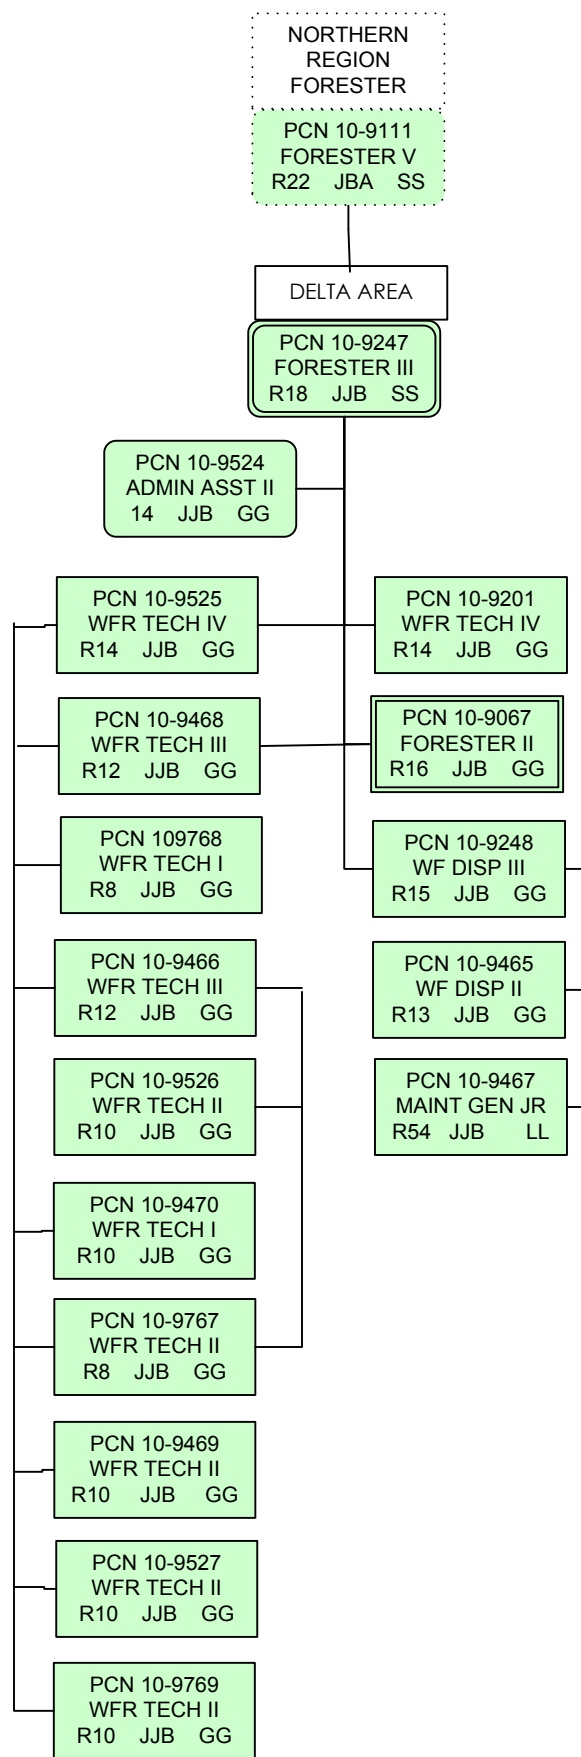 NORTHERN
REGION
FORESTER
PCN 10-9111
FORESTER V
R22 JBA SS
DELTA AREA
PCN 10-9247
FORESTER III
R18 JJB SS
PCN 10-9524
ADMIN ASST II
14 JJB GG
PCN 10-9525
WFR TECH IV
R14 JJB GG
PCN 10-9201
WFR TECH IV
R14 JJB GG
PCN 10-9468
WFR TECH III
R12 JJB GG
PCN 10-9067
FORESTER II
R16 JJB GG
PCN 109768
WFR TECH I
R8 JJB GG
PCN 10-9248
WF DISP III
R15 JJB GG
PCN 10-9466
WFR TECH III
R12 JJB GG
PCN 10-9465
WF DISP II
R13 JJB GG
PCN 10-9526
WFR TECH II
R10 JJB GG
PCN 10-9467
MAINT GEN JR
R54 JJB LL
PCN 10-9470
WFR TECH I
R10 JJB GG
PCN 10-9767
WFR TECH II
R8 JJB GG
PCN 10-9469
WFR TECH II
R10 JJB GG
PCN 10-9527
WFR TECH II
R10 JJB GG
PCN 10-9769
WFR TECH II
R10 JJB GG